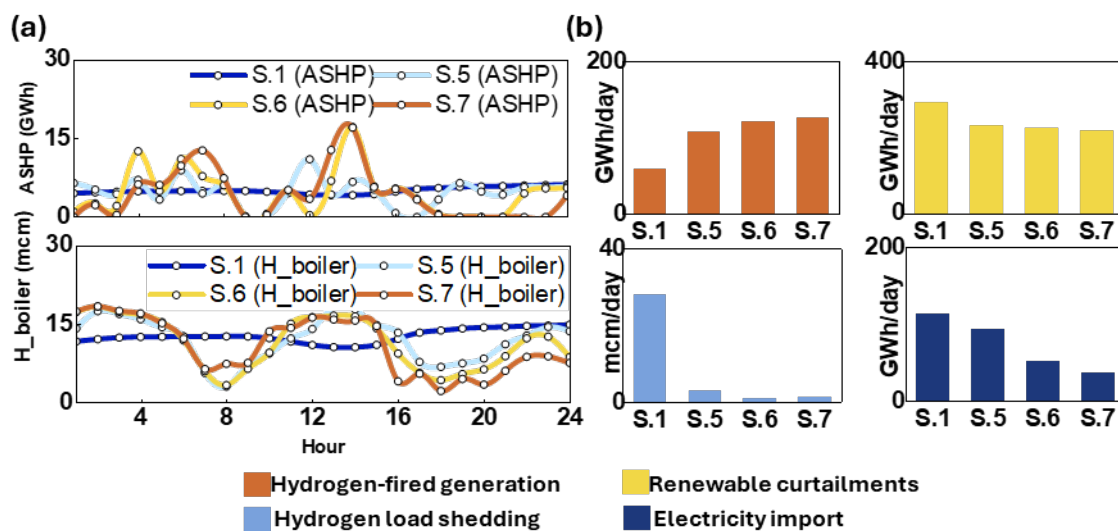 (a)
(b)
30
15
0
ASHP (GWh)
S.1 (ASHP)
S.5 (ASHP)
S.6 (ASHP)
S.7 (ASHP)
30
15
0
H_boiler (mcm)
S.1 (H_boiler)
S.5 (H_boiler)
S.6 (H_boiler)
S.7 (H_boiler)
4 8 12 16 20 24
Hour
200
0
GWh/day
S.1 S.5 S.6 S.7
400
0
GWh/day
S.1 S.5 S.6 S.7
40
0
mcm/day
S.1 S.5 S.6 S.7
200
0
GWh/day
S.1 S.5 S.6 S.7
Hydrogen-fired generation
Renewable curtailments
Hydrogen load shedding
Electricity import